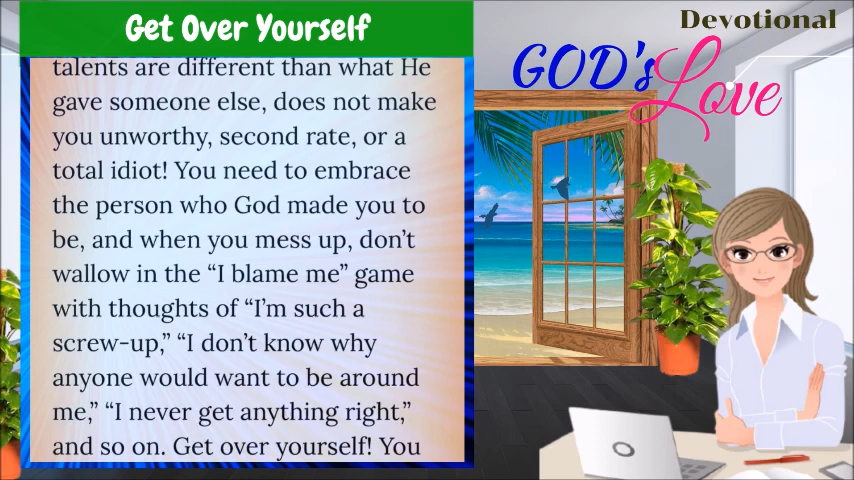 Get Over Yourself
talents are different than what He
gave someone else, does not make
you unworthy, second rate, or a
total idiot! You need to embrace
the person who God made you to
be, and when you mess up, don’t
wallow in the “I blame me” game
with thoughts of “I’m such a
screw-up,” “I don’t know why
anyone would want to be around
me,” “I never get anything right,”
and so on. Get over yourself! You
Devotional
GOD's Love